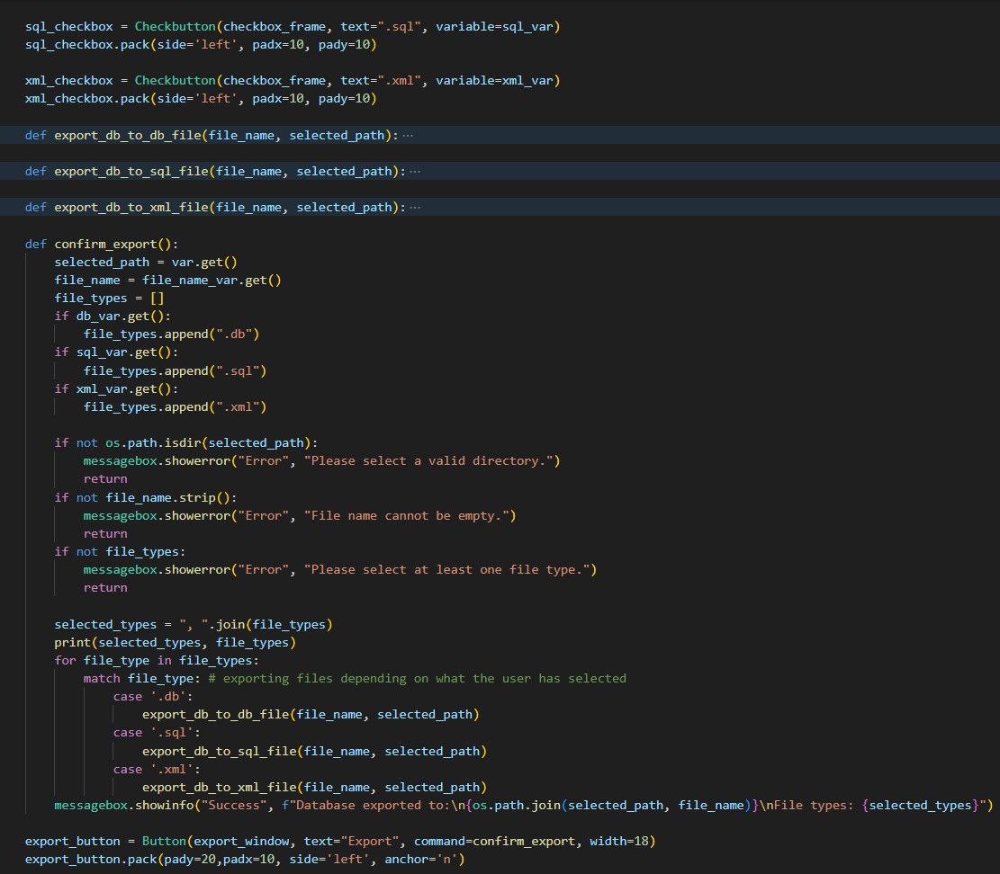 sql_checkbox = Checkbutton(checkbox_frame, text=".sql", variable=sql_var)
sql_checkbox.pack(side='left', padx=10, pady=10)
xml_checkbox = Checkbutton(checkbox_frame, text=".xml", variable=xml_var)
xml_checkbox.pack(side='left', padx=10, pady=10)
def export_db_to_db_file(file_name, selected_path): ···
def export_db_to_sql_file(file_name, selected_path): ···
def export_db_to_xml_file(file_name, selected_path): ···
def confirm_export():
    selected_path = var.get()
    file_name = file_name_var.get()
    file_types = []
    if db_var.get():
        file_types.append(".db")
    if sql_var.get():
        file_types.append(".sql")
    if xml_var.get():
        file_types.append(".xml")
    if not os.path.isdir(selected_path):
        messagebox.showerror("Error", "Please select a valid directory.")
        return
    if not file_name.strip():
        messagebox.showerror("Error", "File name cannot be empty.")
        return
    if not file_types:
        messagebox.showerror("Error", "Please select at least one file type.")
        return
    selected_types = ", ".join(file_types)
    print(selected_types, file_types)
    for file_type in file_types:
        match file_type: # exporting files depending on what the user has selected
            case '.db':
                export_db_to_db_file(file_name, selected_path)
            case '.sql':
                export_db_to_sql_file(file_name, selected_path)
            case '.xml':
                export_db_to_xml_file(file_name, selected_path)
    messagebox.showinfo("Success", f"Database exported to:\n{os.path.join(selected_path, file_name)}\nFile types: {selected_types}")
export_button = Button(export_window, text="Export", command=confirm_export, width=18)
export_button.pack(pady=20,padx=10, side='left', anchor='n')